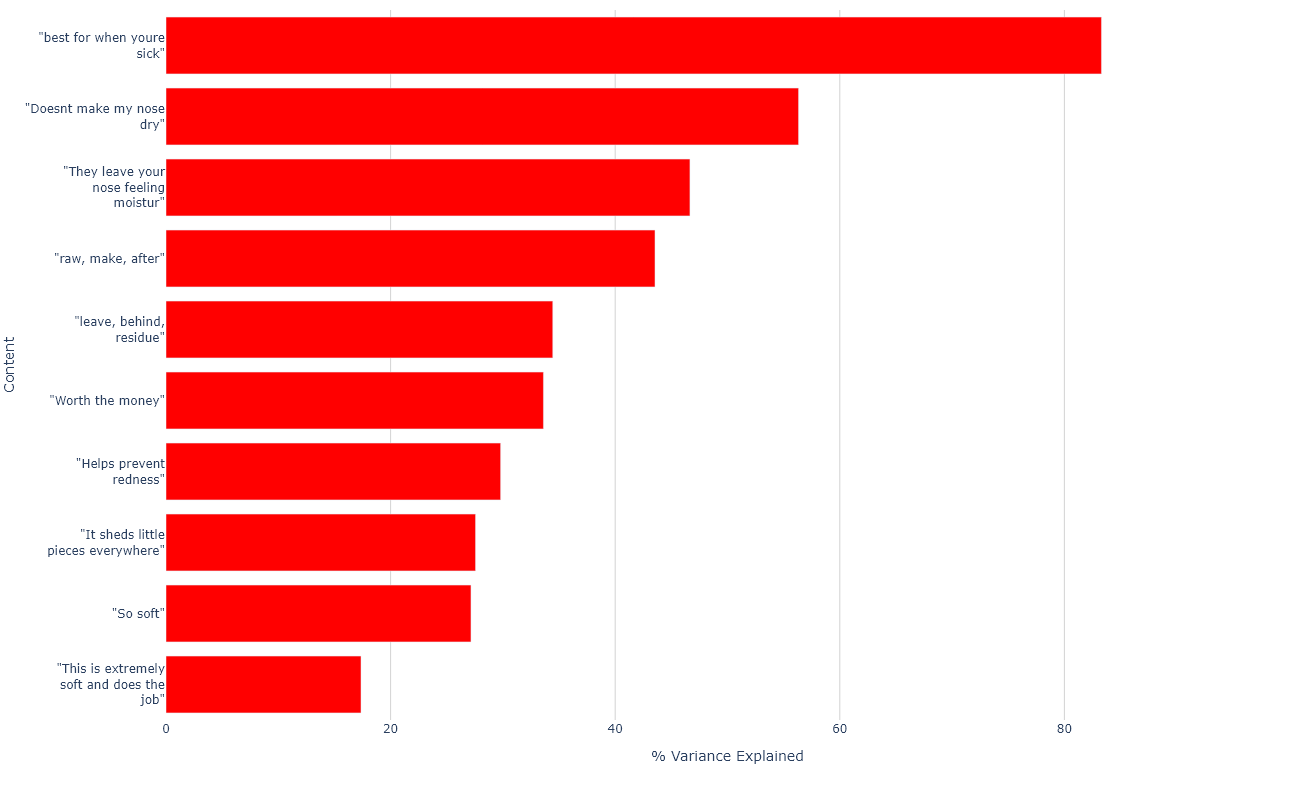 "best for when youre
sick"
"Doesnt make my nose
dry"
"They leave your
nose feeling
moistur"
"raw, make, after"
"leave, behind,
residue"
"Worth the money"
"Helps prevent
redness"
"It sheds little
pieces everywhere"
"So soft"
"This is extremely
soft and does the
job"
Content
0 20 40 60 80
% Variance Explained